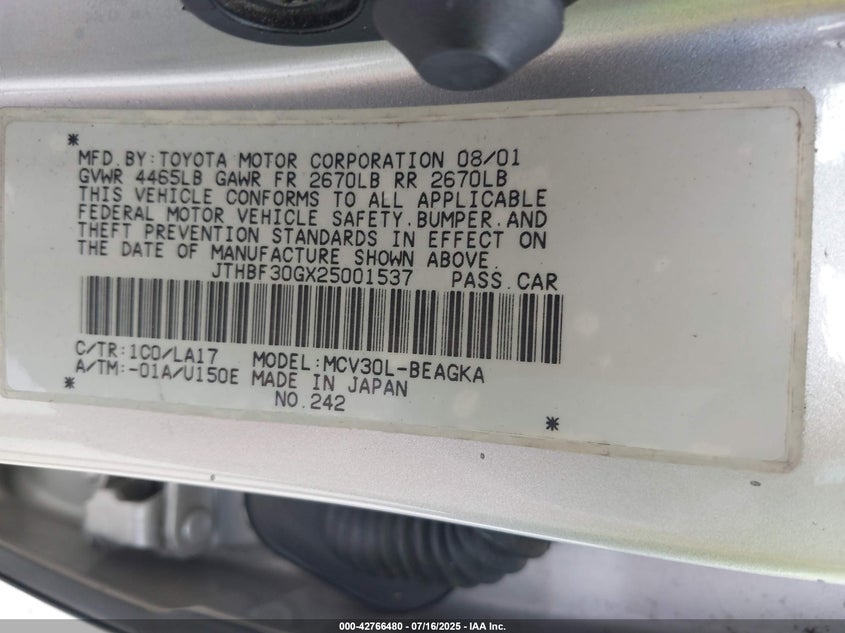 *
MFD.BY:TOYOTA MOTOR CORPORATION 08/01
GVWR 4465LB GAWR FR 2670LB RR 2670LB
THIS VEHICLE CONFORMS TO ALL APPLICABLE
FEDERAL MOTOR VEHICLE SAFETY,BUMPER,AND
THEFT PREVENTION STANDARDS IN EFFECT ON
THE DATE OF MANUFACTURE SHOWN ABOVE.
JTHBF30GX25001537 PASS.CAR
C/TR:1C0/LA17 MODEL:MCV30L-BEAGKA
A/TM:-01A/U150E MADE IN JAPAN
* NO.242 *
000-42766480 - 07/16/2025 - IAA Inc.